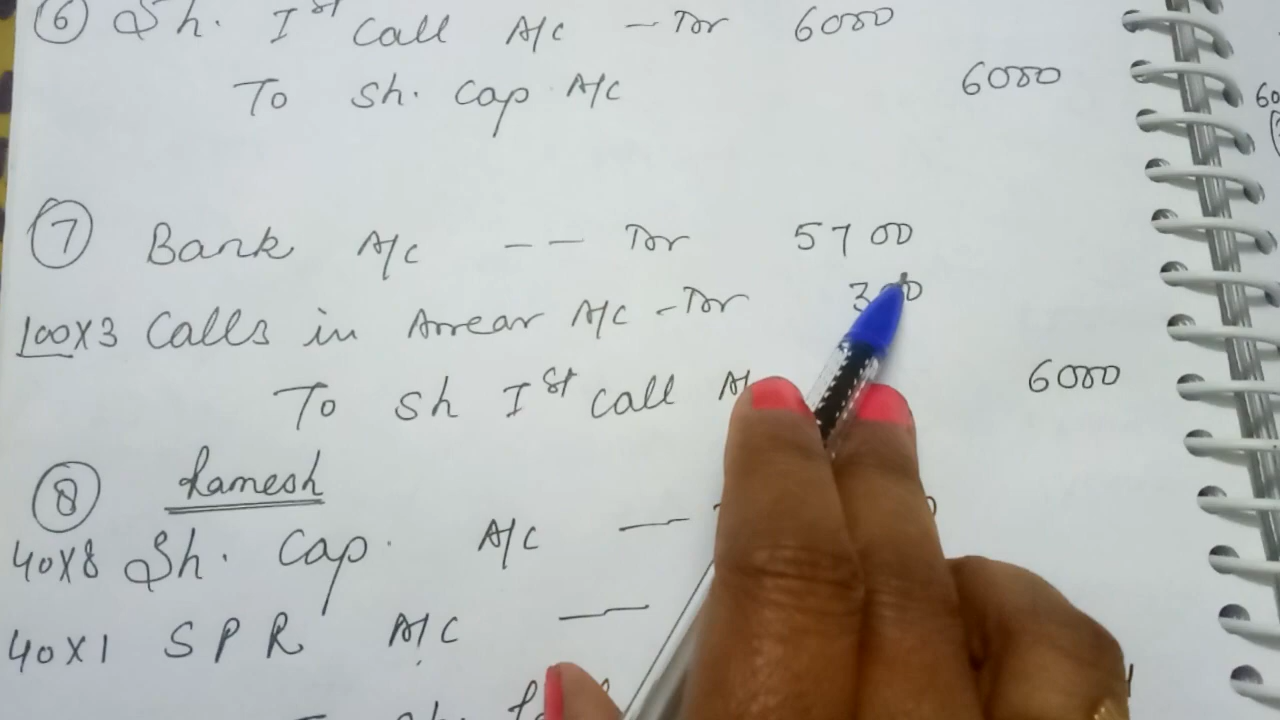 6 Sh. Ist Call A/C — Dr 6000
To Sh. Cap. A/C 6000
7 Bank A/C -- Dr 5700
100X3 Calls in Arrear A/C - Dr 300
To Sh Ist call 6000
8 Ramesh
40X8 Sh. Cap. A/C —
40X1 SPR A/C —